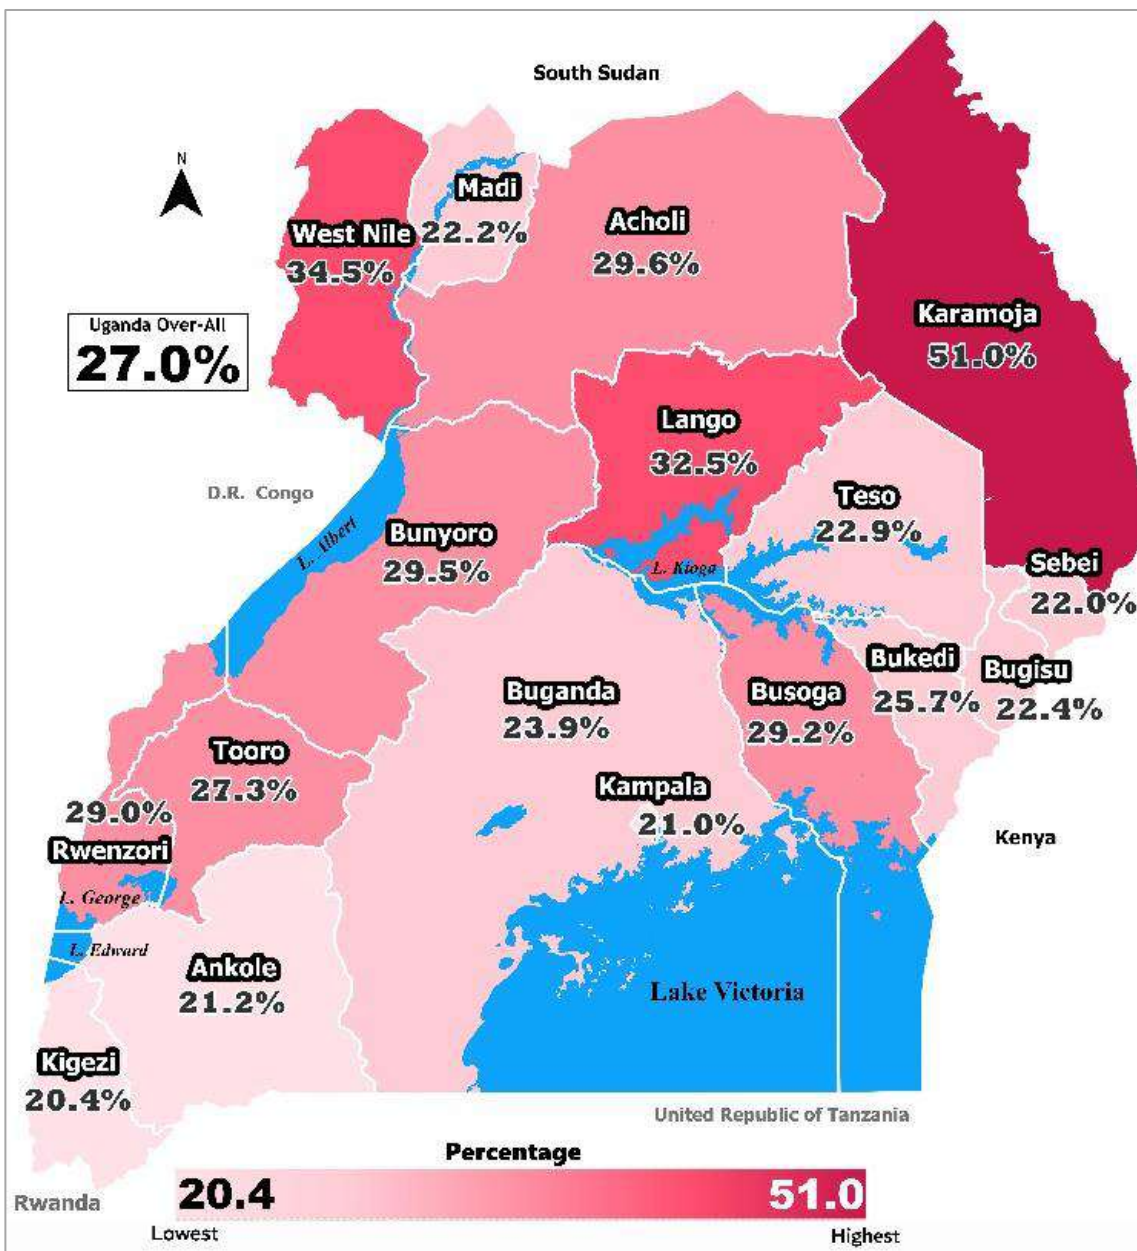 South Sudan
N
Madi
22.2%
West Nile
34.5%
Acholi
29.6%
Karamoja
51.0%
Uganda Over-All
27.0%
Lango
32.5%
D.R. Congo
Teso
22.9%
L. Albert
Bunyoro
29.5%
L. Kioga
Sebei
22.0%
Bukedi
25.7%
Bugisu
22.4%
Buganda
23.9%
Busoga
29.2%
Tooro
27.3%
Kampala
21.0%
29.0%
Rwenzori
Kenya
L. George
L. Edward
Ankole
21.2%
Lake Victoria
Kigezi
20.4%
United Republic of Tanzania
Percentage
20.4
51.0
Rwanda
Lowest
Highest